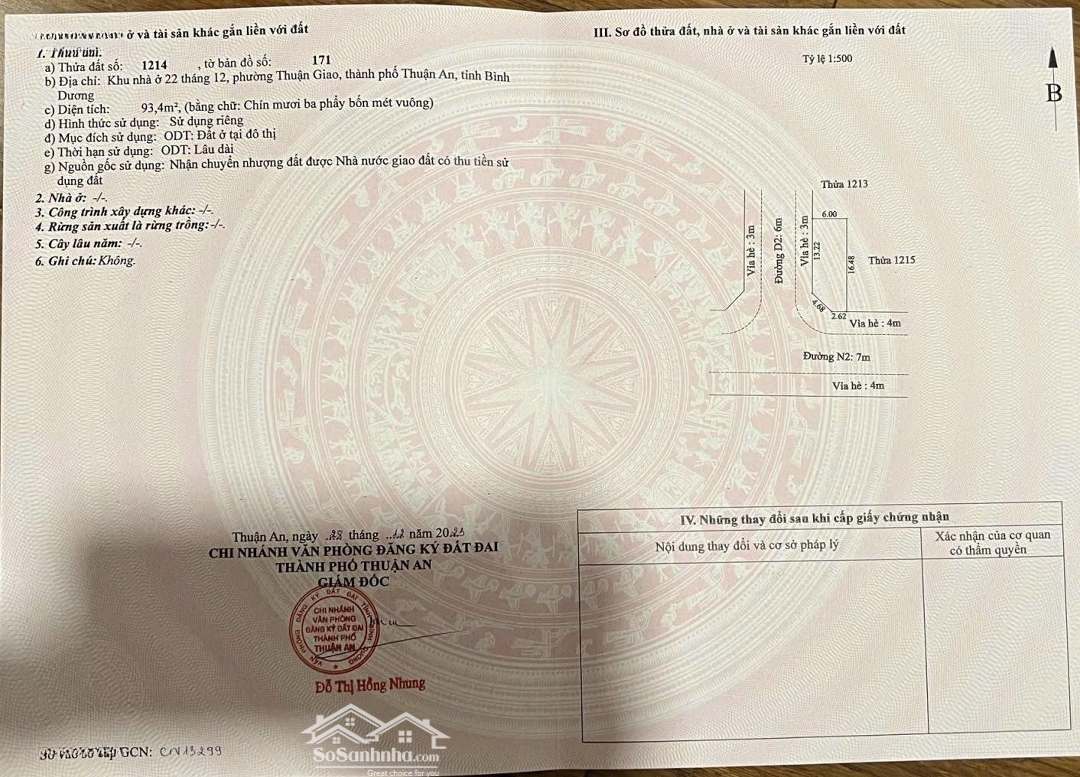 ở và tài sản khác gắn liền với đất
a) Thửa đất số: 1214 , tờ bản đồ số: 171
b) Địa chỉ: Khu nhà ở 22 tháng 12, phường Thuận Giao, thành phố Thuận An, tỉnh Bình
Dương
c) Diện tích: 93,4m², (bằng chữ: Chín mươi ba phẩy bốn mét vuông)
d) Hình thức sử dụng: Sử dụng riêng
đ) Mục đích sử dụng: ODT: Đất ở tại đô thị
e) Thời hạn sử dụng: ODT: Lâu dài
g) Nguồn gốc sử dụng: Nhận chuyển nhượng đất được Nhà nước giao đất có thu tiền sử
dụng đất
2. Nhà ở: -/-.
3. Công trình xây dựng khác: -/-.
4. Rừng sản xuất là rừng trồng:-/-.
5. Cây lâu năm: -/-.
6. Ghi chú: Không.
Thuận An, ngày 28 tháng 12 năm 2023
CHI NHÁNH VĂN PHÒNG ĐĂNG KÝ ĐẤT ĐAI
THÀNH PHỐ THUẬN AN
GIÁM ĐỐC
CHI NHÁNH
VĂN PHÒNG
ĐĂNG KÝ ĐẤT ĐAI
THÀNH PHỐ
THUẬN AN
Đỗ Thị Hồng Nhung
GCN: CN13299
SoSanhnha.com
Great choice for you
III. Sơ đồ thửa đất, nhà ở và tài sản khác gắn liền với đất
Tỷ lệ 1:500
B
Thửa 1213
6.00
Vỉa hè : 3m
Đường D2: 6m
Vỉa hè : 3m
13.22
16.48
Thửa 1215
4.68
2.62
Vỉa hè : 4m
Đường N2: 7m
Vỉa hè : 4m
IV. Những thay đổi sau khi cấp giấy chứng nhận
Nội dung thay đổi và cơ sở pháp lý
Xác nhận của cơ quan
có thẩm quyền